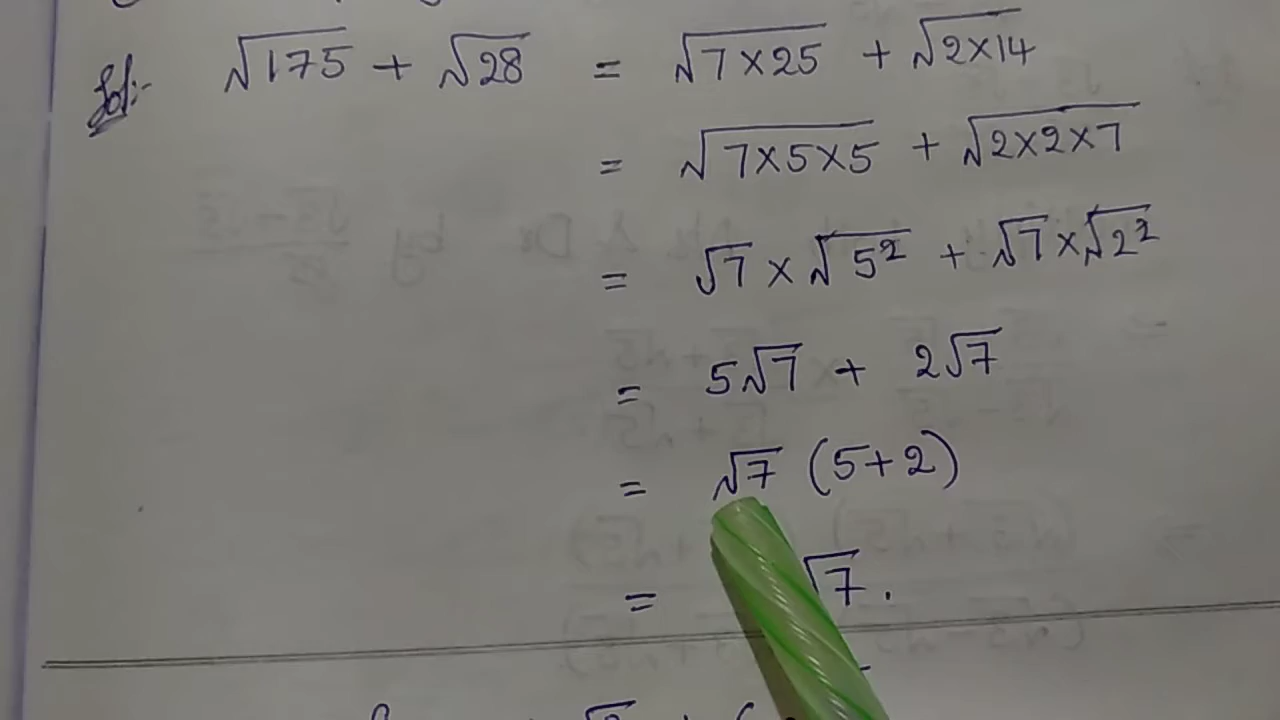 Sol:- √175 + √28 = √7×25 + √2×14
= √7×5×5 + √2×2×7
= √7 × √5² + √7 × √2²
= 5√7 + 2√7
= √7 (5+2)
= √7.